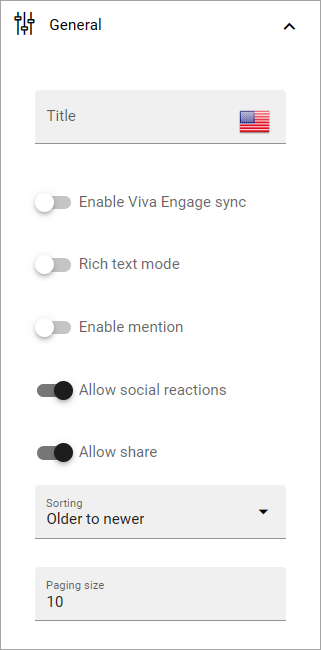 General
Title
Enable Viva Engage sync
Rich text mode
Enable mention
Allow social reactions
Allow share
Sorting
Older to newer
Paging size
10